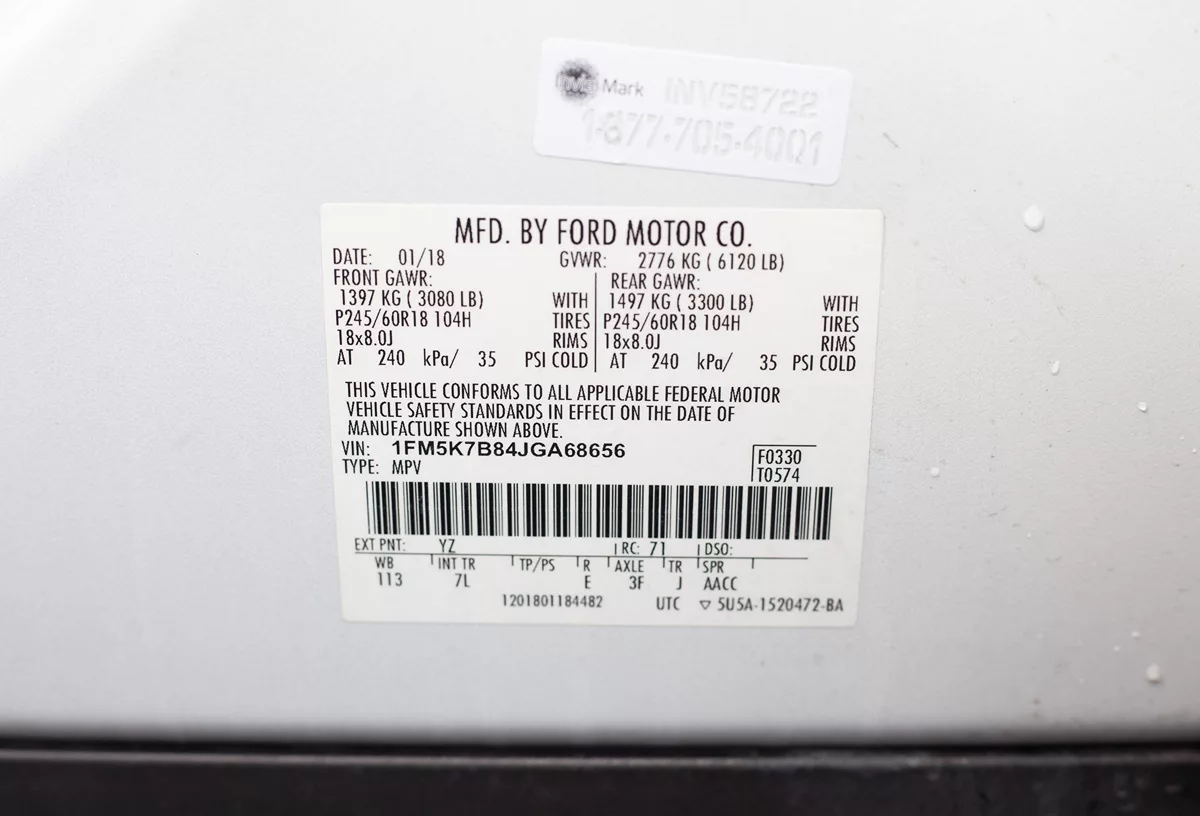 Mark INV58722
1-877-705-4001
MFD. BY FORD MOTOR CO.
DATE: 01/18 GVWR: 2776 KG ( 6120 LB)
FRONT GAWR: REAR GAWR:
1397 KG ( 3080 LB) WITH 1497 KG ( 3300 LB) WITH
P245/60R18 104H TIRES P245/60R18 104H TIRES
18x8.0J RIMS 18x8.0J RIMS
AT 240 kPa/ 35 PSI COLD AT 240 kPa/ 35 PSI COLD
THIS VEHICLE CONFORMS TO ALL APPLICABLE FEDERAL MOTOR
VEHICLE SAFETY STANDARDS IN EFFECT ON THE DATE OF
MANUFACTURE SHOWN ABOVE.
VIN: 1FM5K7B84JGA68656 F0330
TYPE: MPV T0574
EXT PNT: YZ RC: 71 DSO:
WB INT TR TP/PS R AXLE TR SPR
113 7L E 3F J AACC
1201801184482 UTC ▽ 5U5A-1520472-BA